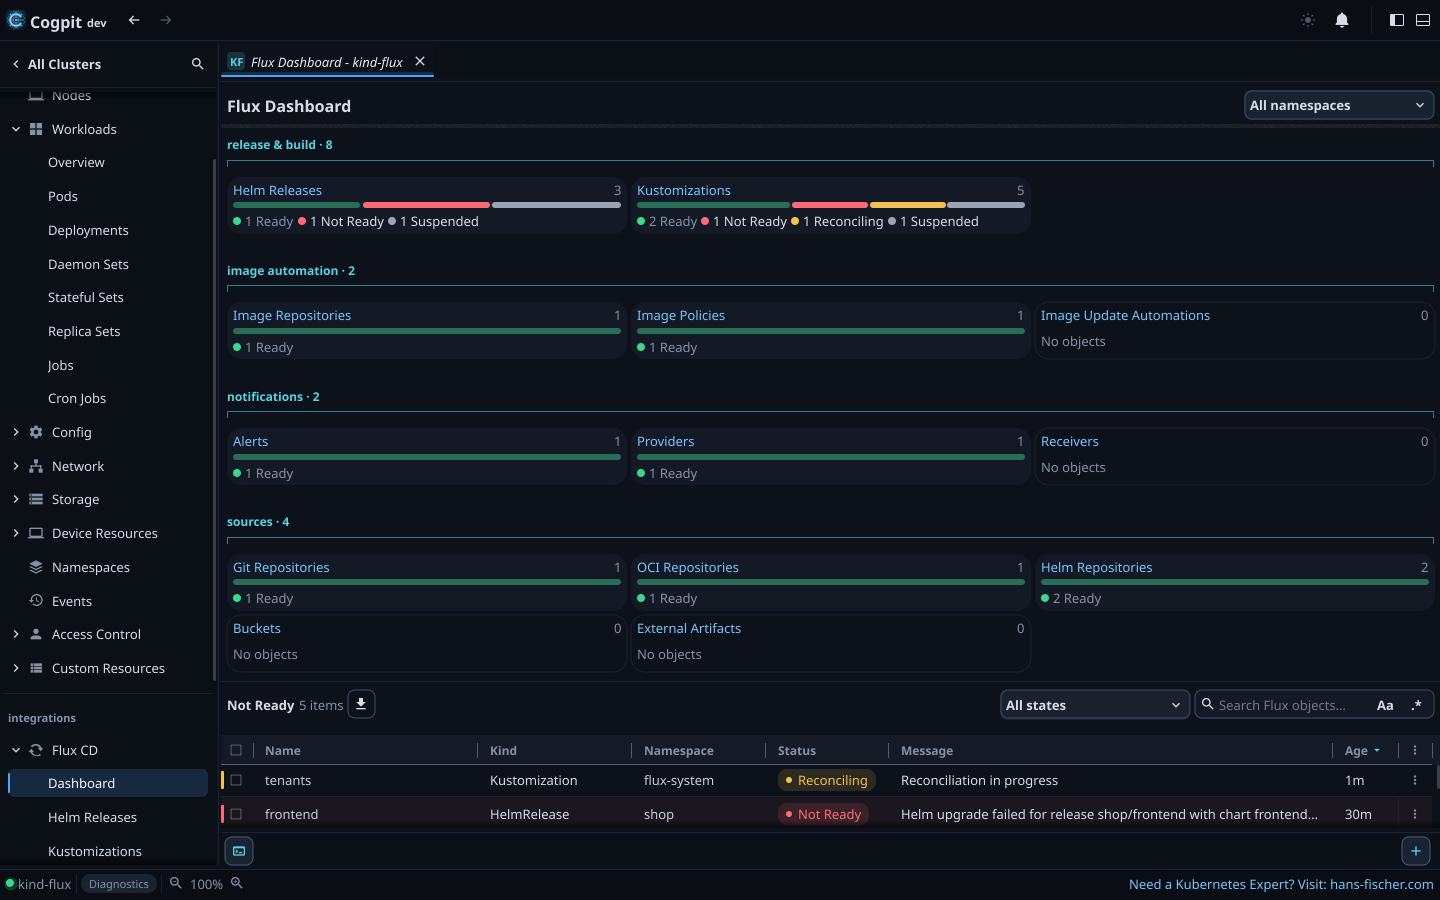 Cogpit dev
All Clusters
Nodes
Workloads
Overview
Pods
Deployments
Daemon Sets
Stateful Sets
Replica Sets
Jobs
Cron Jobs
Config
Network
Storage
Device Resources
Namespaces
Events
Access Control
Custom Resources
integrations
Flux CD
Dashboard
Helm Releases
Kustomizations
KF Flux Dashboard - kind-flux
Flux Dashboard
All namespaces
release & build · 8
Helm Releases 3
1 Ready 1 Not Ready 1 Suspended
Kustomizations 5
2 Ready 1 Not Ready 1 Reconciling 1 Suspended
image automation · 2
Image Repositories 1
1 Ready
Image Policies 1
1 Ready
Image Update Automations 0
No objects
notifications · 2
Alerts 1
1 Ready
Providers 1
1 Ready
Receivers 0
No objects
sources · 4
Git Repositories 1
1 Ready
OCI Repositories 1
1 Ready
Helm Repositories 2
2 Ready
Buckets 0
No objects
External Artifacts 0
No objects
Not Ready 5 items
All states
Search Flux objects... Aa .*
Name Kind Namespace Status Message Age
tenants Kustomization flux-system Reconciling Reconciliation in progress 1m
frontend HelmRelease shop Not Ready Helm upgrade failed for release shop/frontend with chart frontend... 30m
kind-flux Diagnostics 100%
Need a Kubernetes Expert? Visit: hans-fischer.com